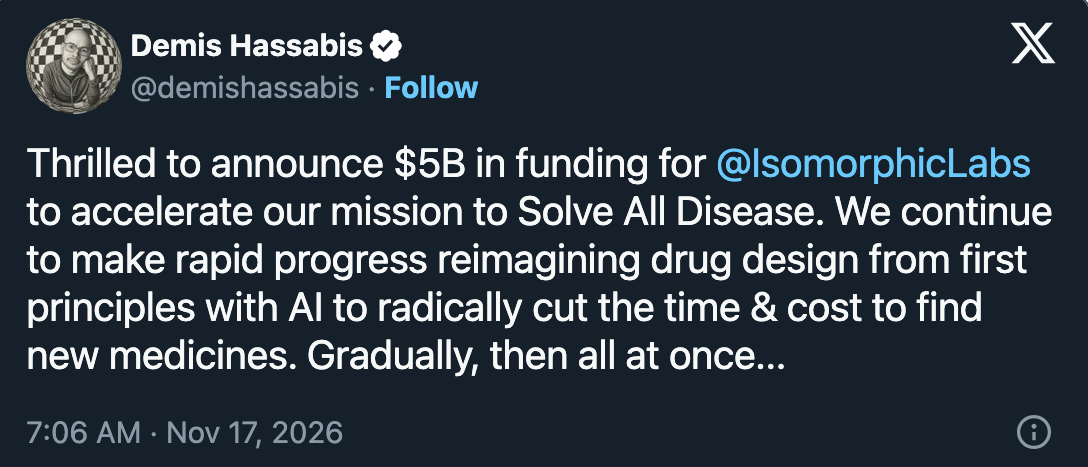 Demis Hassabis
@demishassabis · Follow
Thrilled to announce $5B in funding for @IsomorphicLabs
to accelerate our mission to Solve All Disease. We continue
to make rapid progress reimagining drug design from first
principles with AI to radically cut the time & cost to find
new medicines. Gradually, then all at once...
7:06 AM · Nov 17, 2026